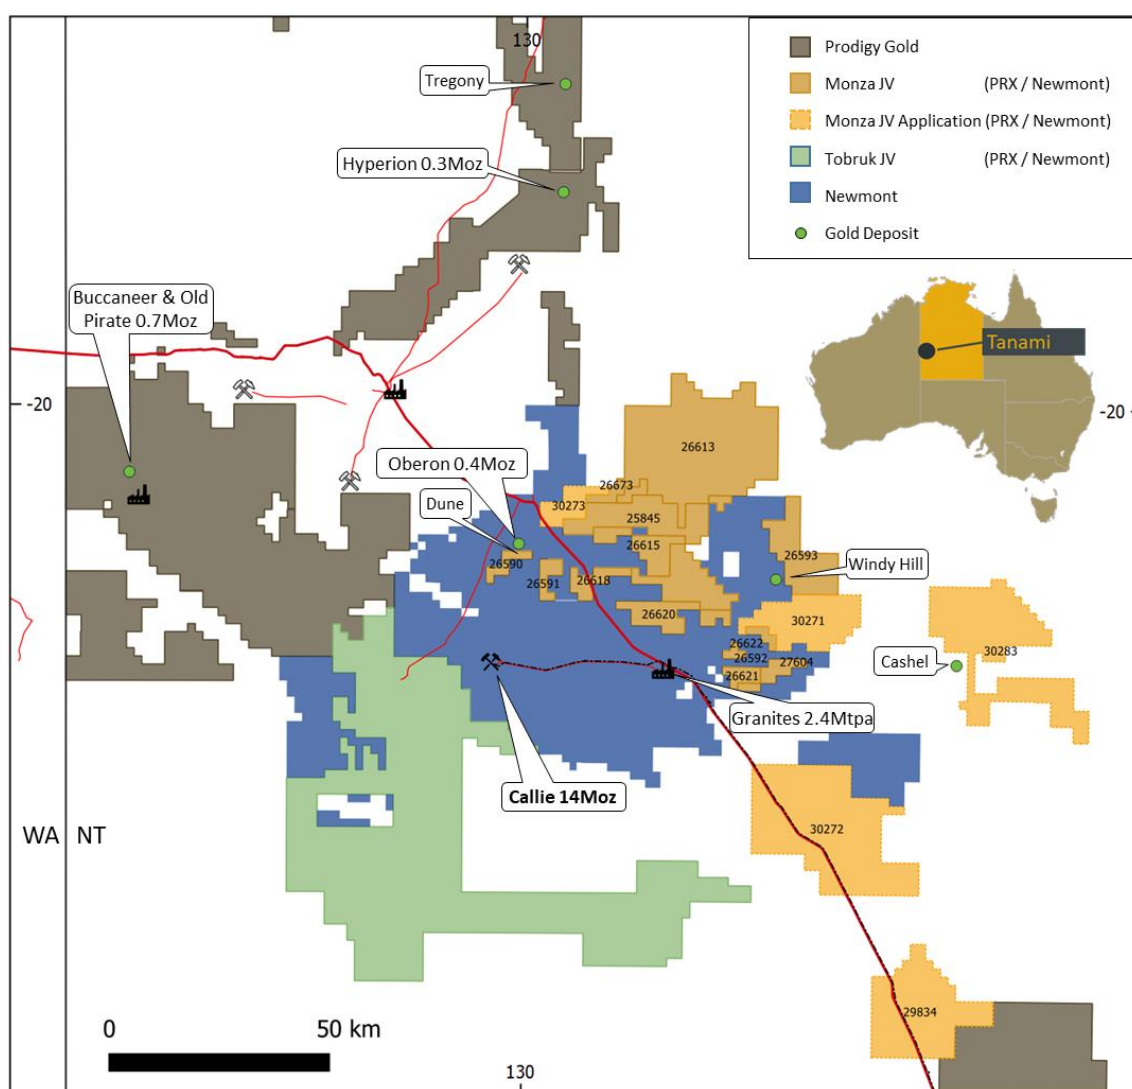 130
Prodigy Gold
Monza JV (PRX / Newmont)
Monza JV Application (PRX / Newmont)
Tobruk JV (PRX / Newmont)
Newmont
Gold Deposit
Tregony
Hyperion 0.3Moz
Buccaneer & Old
Pirate 0.7Moz
Tanami
-20
-20
26613
Oberon 0.4Moz
26673
Dune
30273
25845
26615
26593
26590
26591
26618
Windy Hill
26620
30271
26622
30283
26592
27604
Cashel
26621
Granites 2.4Mtpa
Callie 14Moz
WA
NT
30272
29834
0
50 km
130